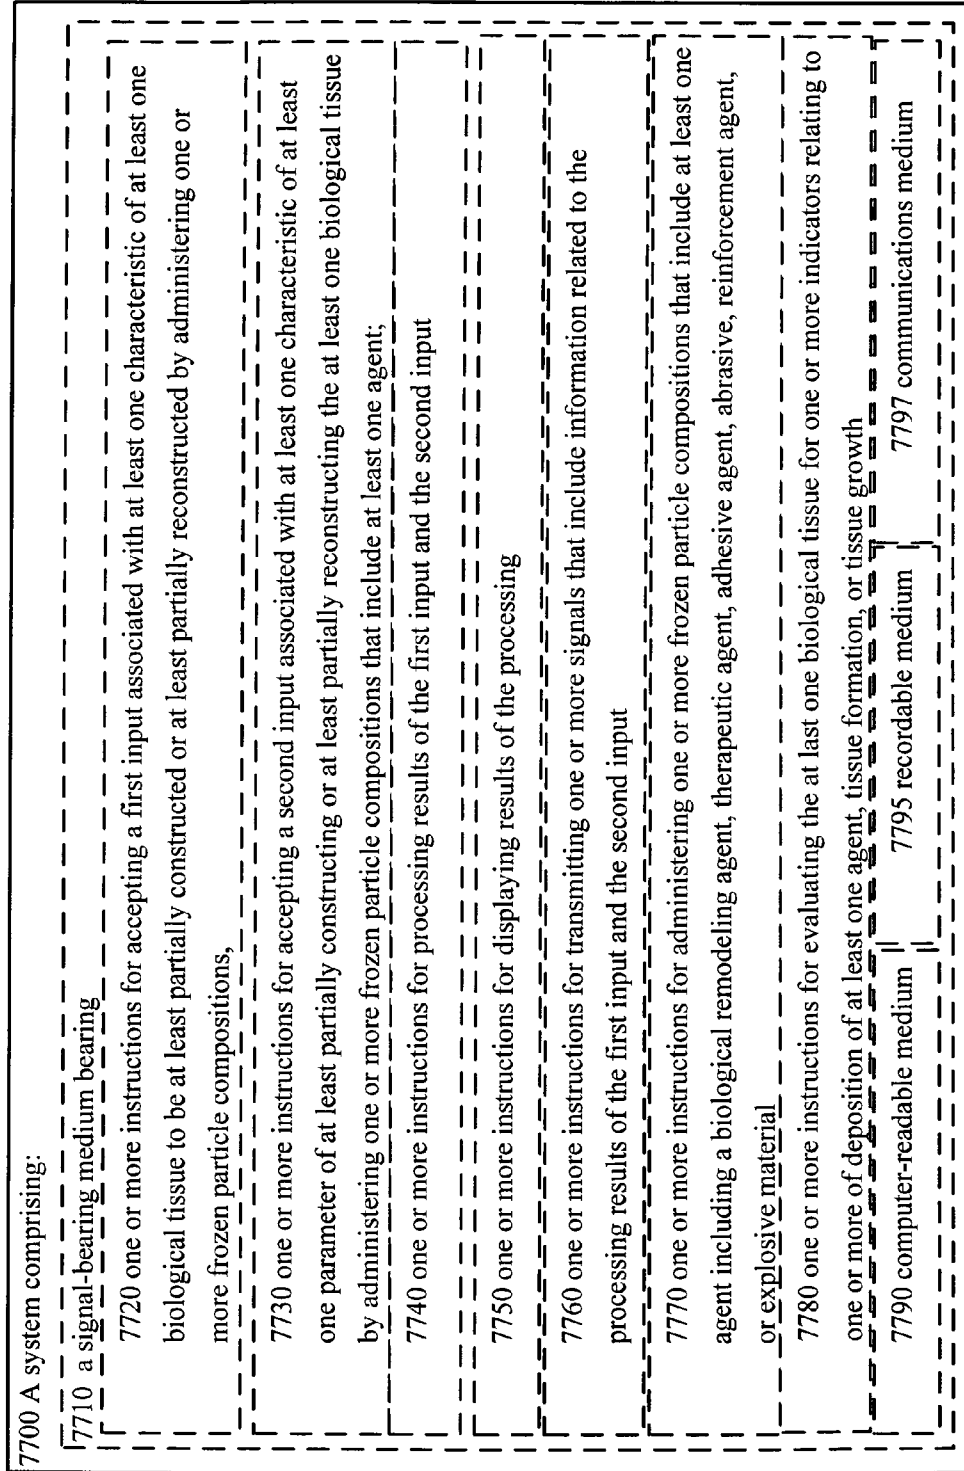 7700 A system comprising:
7710 a signal-bearing medium bearing
7720 one or more instructions for accepting a first input associated with at least one characteristic of at least one
biological tissue to be at least partially constructed or at least partially reconstructed by administering one or
more frozen particle compositions,
7730 one or more instructions for accepting a second input associated with at least one characteristic of at least
one parameter of at least partially constructing or at least partially reconstructing the at least one biological tissue
by administering one or more frozen particle compositions that include at least one agent;
7740 one or more instructions for processing results of the first input and the second input
7750 one or more instructions for displaying results of the processing
7760 one or more instructions for transmitting one or more signals that include information related to the
processing results of the first input and the second input
7770 one or more instructions for administering one or more frozen particle compositions that include at least one
agent including a biological remodeling agent, therapeutic agent, adhesive agent, abrasive, reinforcement agent,
or explosive material
7780 one or more instructions for evaluating the at last one biological tissue for one or more indicators relating to
one or more of deposition of at least one agent, tissue formation, or tissue growth
7790 computer-readable medium
7795 recordable medium
7797 communications medium